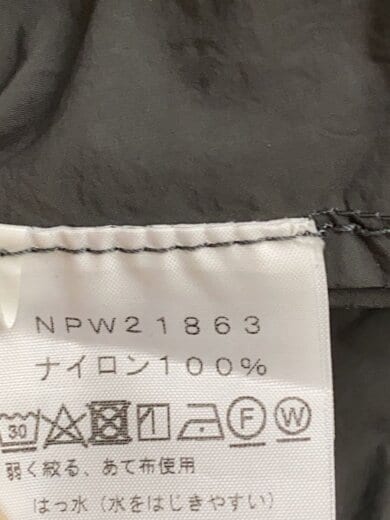 NPW21863
ナイロン100%
30 F W
弱く絞る、あて布使用
はっ水(水をはじきやすい)